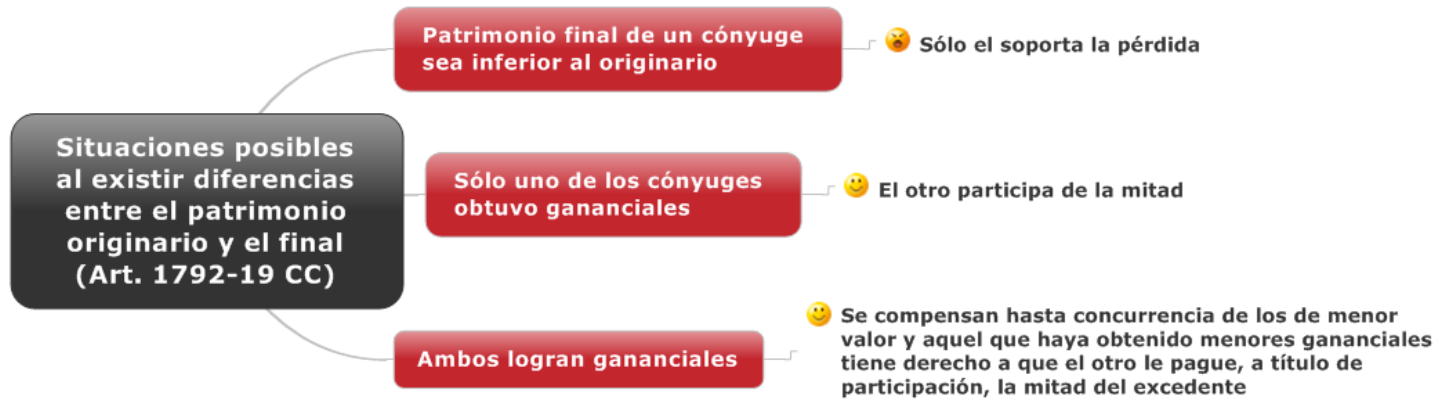 Situaciones posibles
al existir diferencias
entre el patrimonio
originario y el final
(Art. 1792-19 CC)
Patrimonio final de un cónyuge
sea inferior al originario
Sólo el soporta la pérdida
Sólo uno de los cónyuges
obtuvo gananciales
El otro participa de la mitad
Ambos logran gananciales
Se compensan hasta concurrencia de los de menor
valor y aquel que haya obtenido menores gananciales
tiene derecho a que el otro le pague, a título de
participación, la mitad del excedente